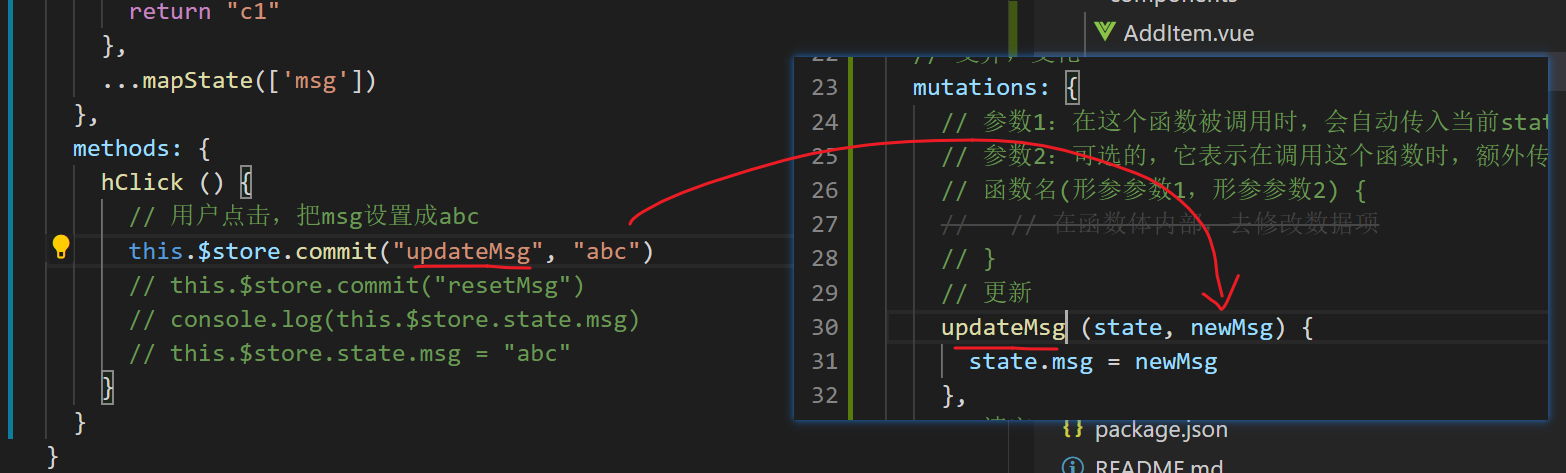 return "c1"
},
...mapState(['msg'])
},
methods: {
hClick () {
// 用户点击，把msg设置成abc
this.$store.commit("updateMsg", "abc")
// this.$store.commit("resetMsg")
// console.log(this.$store.state.msg)
// this.$store.state.msg = "abc"
}
}
}
components
AddItem.vue
22
23 mutations: {
24 // 参数1：在这个函数被调用时，会自动传入当前stat
25 // 参数2：可选的，它表示在调用这个函数时，额外传
26 // 函数名(形参参数1，形参参数2) {
27 // // 在函数体内部，去修改数据项
28 // }
29 // 更新
30 updateMsg (state, newMsg) {
31 state.msg = newMsg
32 },
package.json
README.md